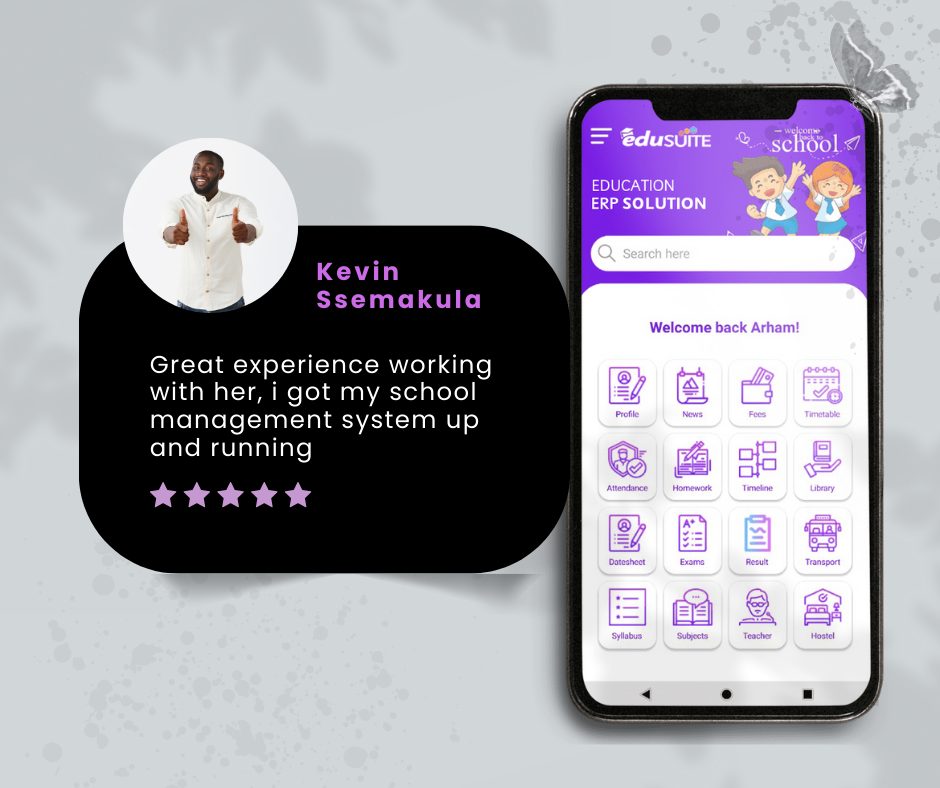 Kevin
Ssemakula
Great experience working
with her, i got my school
management system up
and running
eduSUITE
welcome
back to
school
EDUCATION
ERP SOLUTION
Search here
Welcome back Arham!
Profile News Fees Timetable
Attendance Homework Timeline Library
Datesheet Exams Result Transport
A+
Syllabus Subjects Teacher Hostel